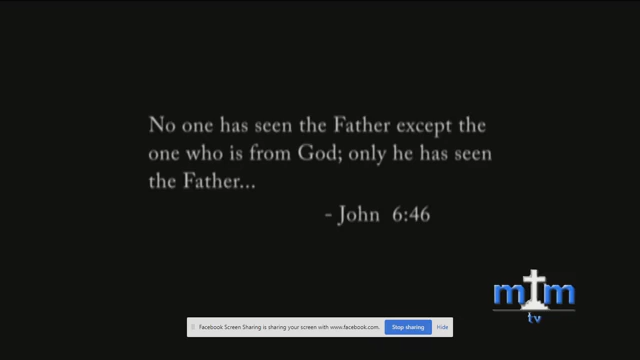 No one has seen the Father except the
one who is from God; only he has seen
the Father...
- John 6:46
mtm
tv
Facebook Screen Sharing is sharing your screen with www.facebook.com. Stop sharing Hide